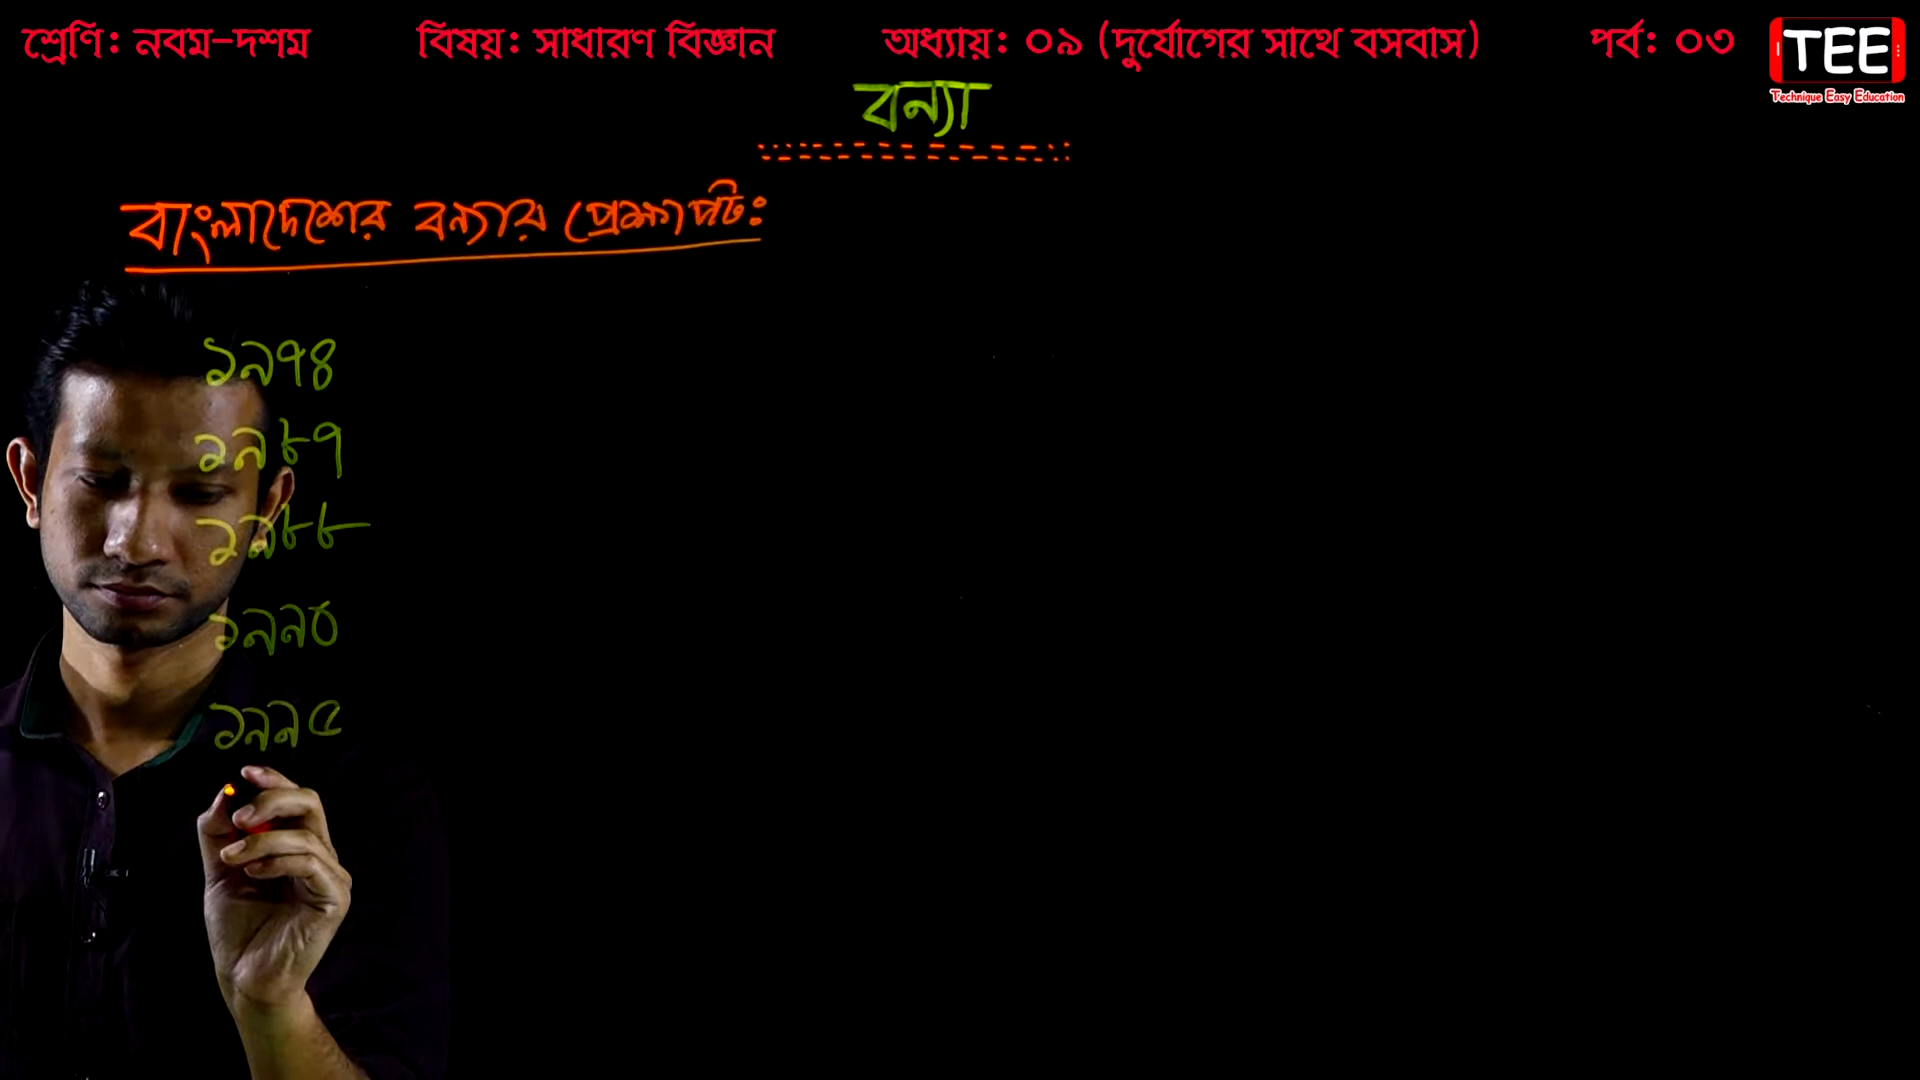 শ্রেণি: নবম-দশম বিষয়: সাধারণ বিজ্ঞান অধ্যায়: ০৯ (দুর্যোগের সাথে বসবাস) পর্ব: ০৩
TEE
Technique Easy Education
বন্যা
বাংলাদেশের বন্যায় প্রেক্ষাপট:
১৯৭৪
১৯৮৭
১৯৮৮
১৯৯০
১৯৯৫